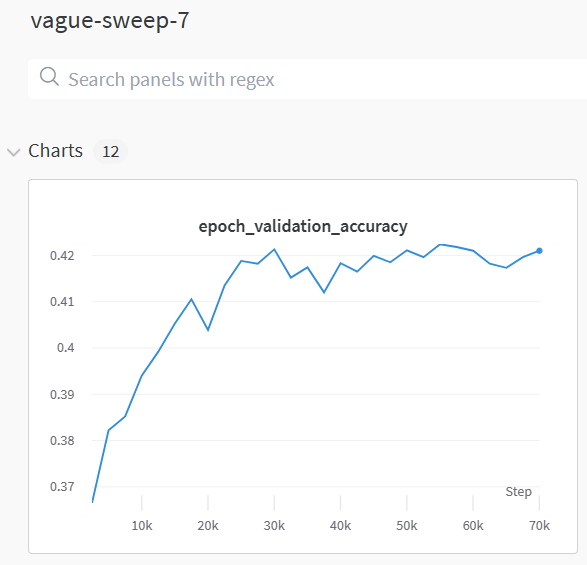 vague-sweep-7
Search panels with regex
Charts 12
epoch_validation_accuracy
0.42
0.41
0.4
0.39
0.38
0.37
Step
10k 20k 30k 40k 50k 60k 70k